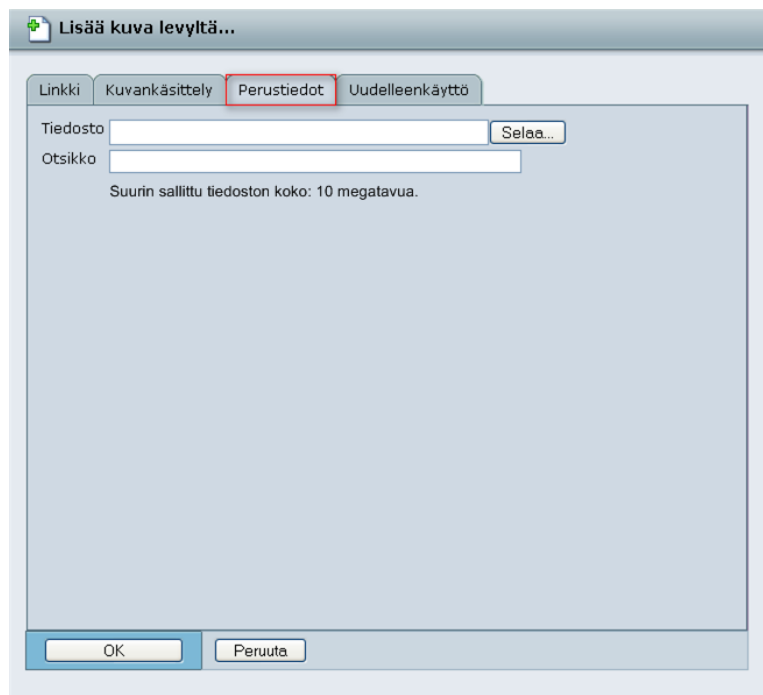 Lisää kuva levyltä...
Linkki Kuvankäsittely Perustiedot Uudelleenkäyttö
Tiedosto Selaa...
Otsikko
Suurin sallittu tiedoston koko: 10 megatavua.
OK Peruuta